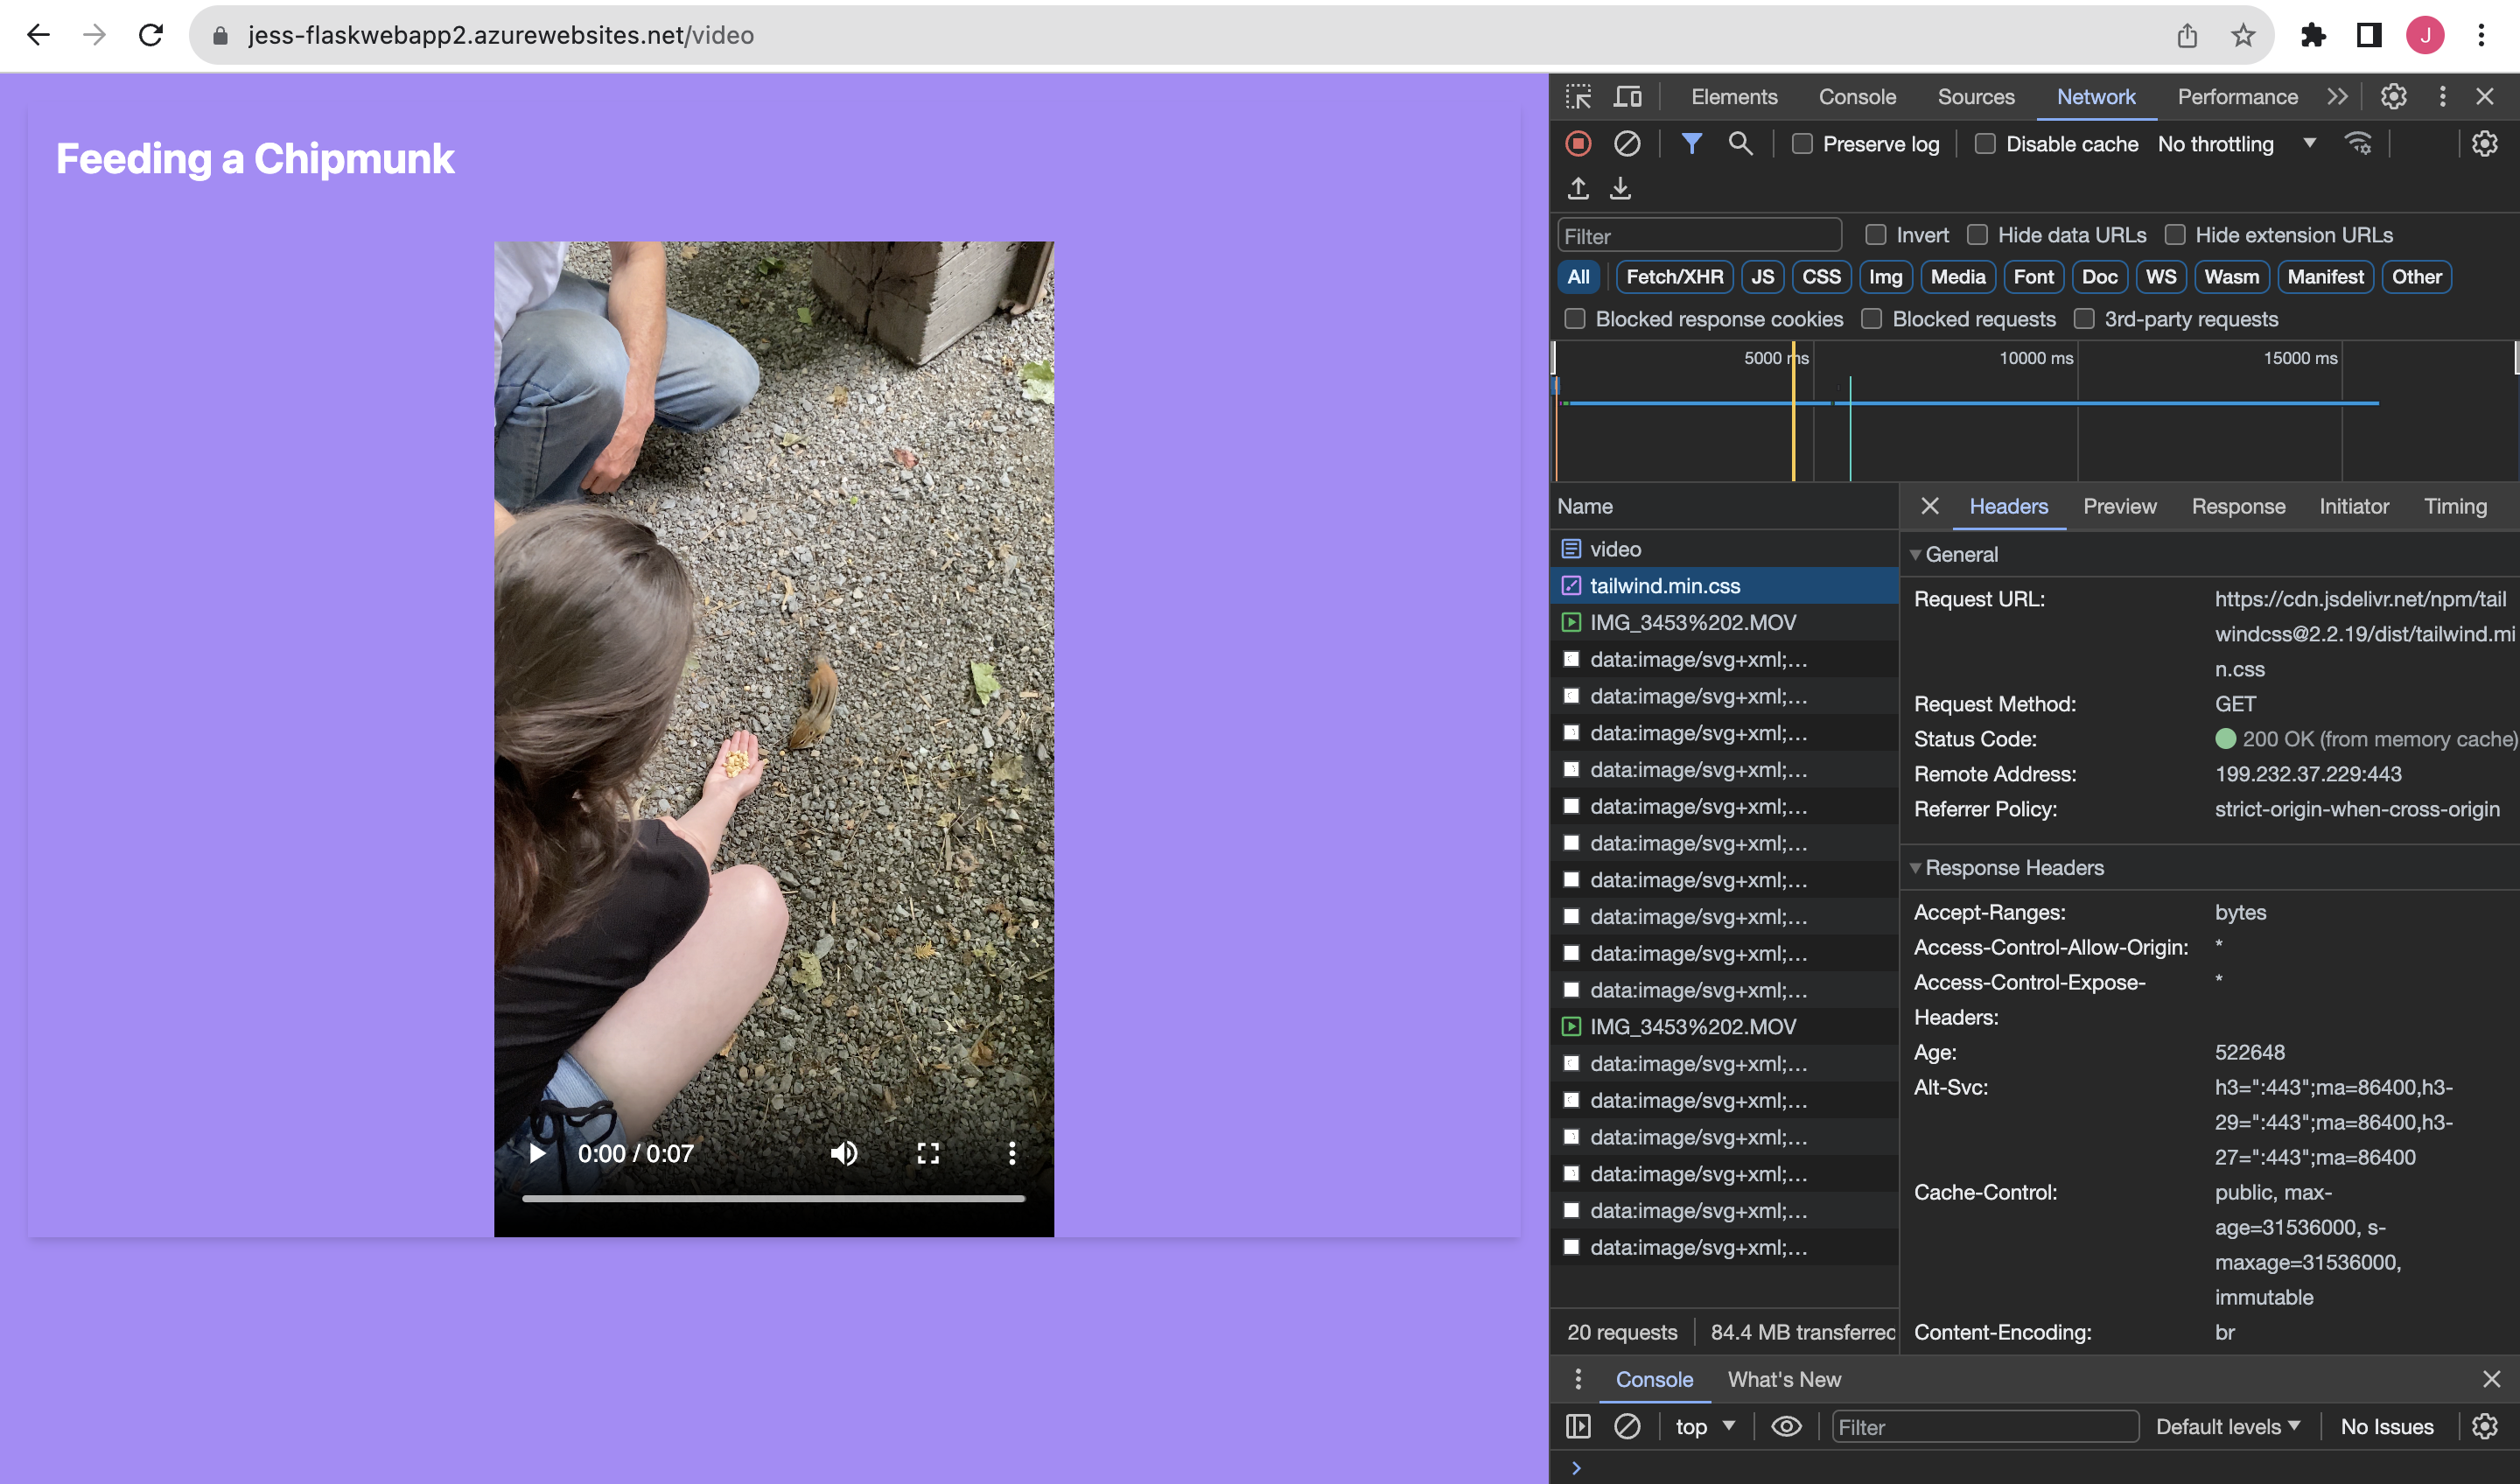 jess-flaskwebapp2.azurewebsites.net/video
J
Feeding a Chipmunk
0:00 / 0:07
Elements Console Sources Network Performance
Preserve log Disable cache No throttling
Filter Invert Hide data URLs Hide extension URLs
All Fetch/XHR JS CSS Img Media Font Doc WS Wasm Manifest Other
Blocked response cookies Blocked requests 3rd-party requests
5000 ms 10000 ms 15000 ms
Name
video
tailwind.min.css
IMG_3453%202.MOV
data:image/svg+xml;…
data:image/svg+xml;…
data:image/svg+xml;…
data:image/svg+xml;…
data:image/svg+xml;…
data:image/svg+xml;…
data:image/svg+xml;…
data:image/svg+xml;…
data:image/svg+xml;…
data:image/svg+xml;…
IMG_3453%202.MOV
data:image/svg+xml;…
data:image/svg+xml;…
data:image/svg+xml;…
data:image/svg+xml;…
data:image/svg+xml;…
data:image/svg+xml;…
20 requests 84.4 MB transferred
Headers Preview Response Initiator Timing
General
Request URL: https://cdn.jsdelivr.net/npm/tail
windcss@2.2.19/dist/tailwind.mi
n.css
Request Method: GET
Status Code: 200 OK (from memory cache)
Remote Address: 199.232.37.229:443
Referrer Policy: strict-origin-when-cross-origin
Response Headers
Accept-Ranges: bytes
Access-Control-Allow-Origin: *
Access-Control-Expose- *
Headers:
Age: 522648
Alt-Svc: h3=":443";ma=86400,h3-
29=":443";ma=86400,h3-
27=":443";ma=86400
Cache-Control: public, max-
age=31536000, s-
maxage=31536000,
immutable
Content-Encoding: br
Console What's New
top Filter Default levels No Issues